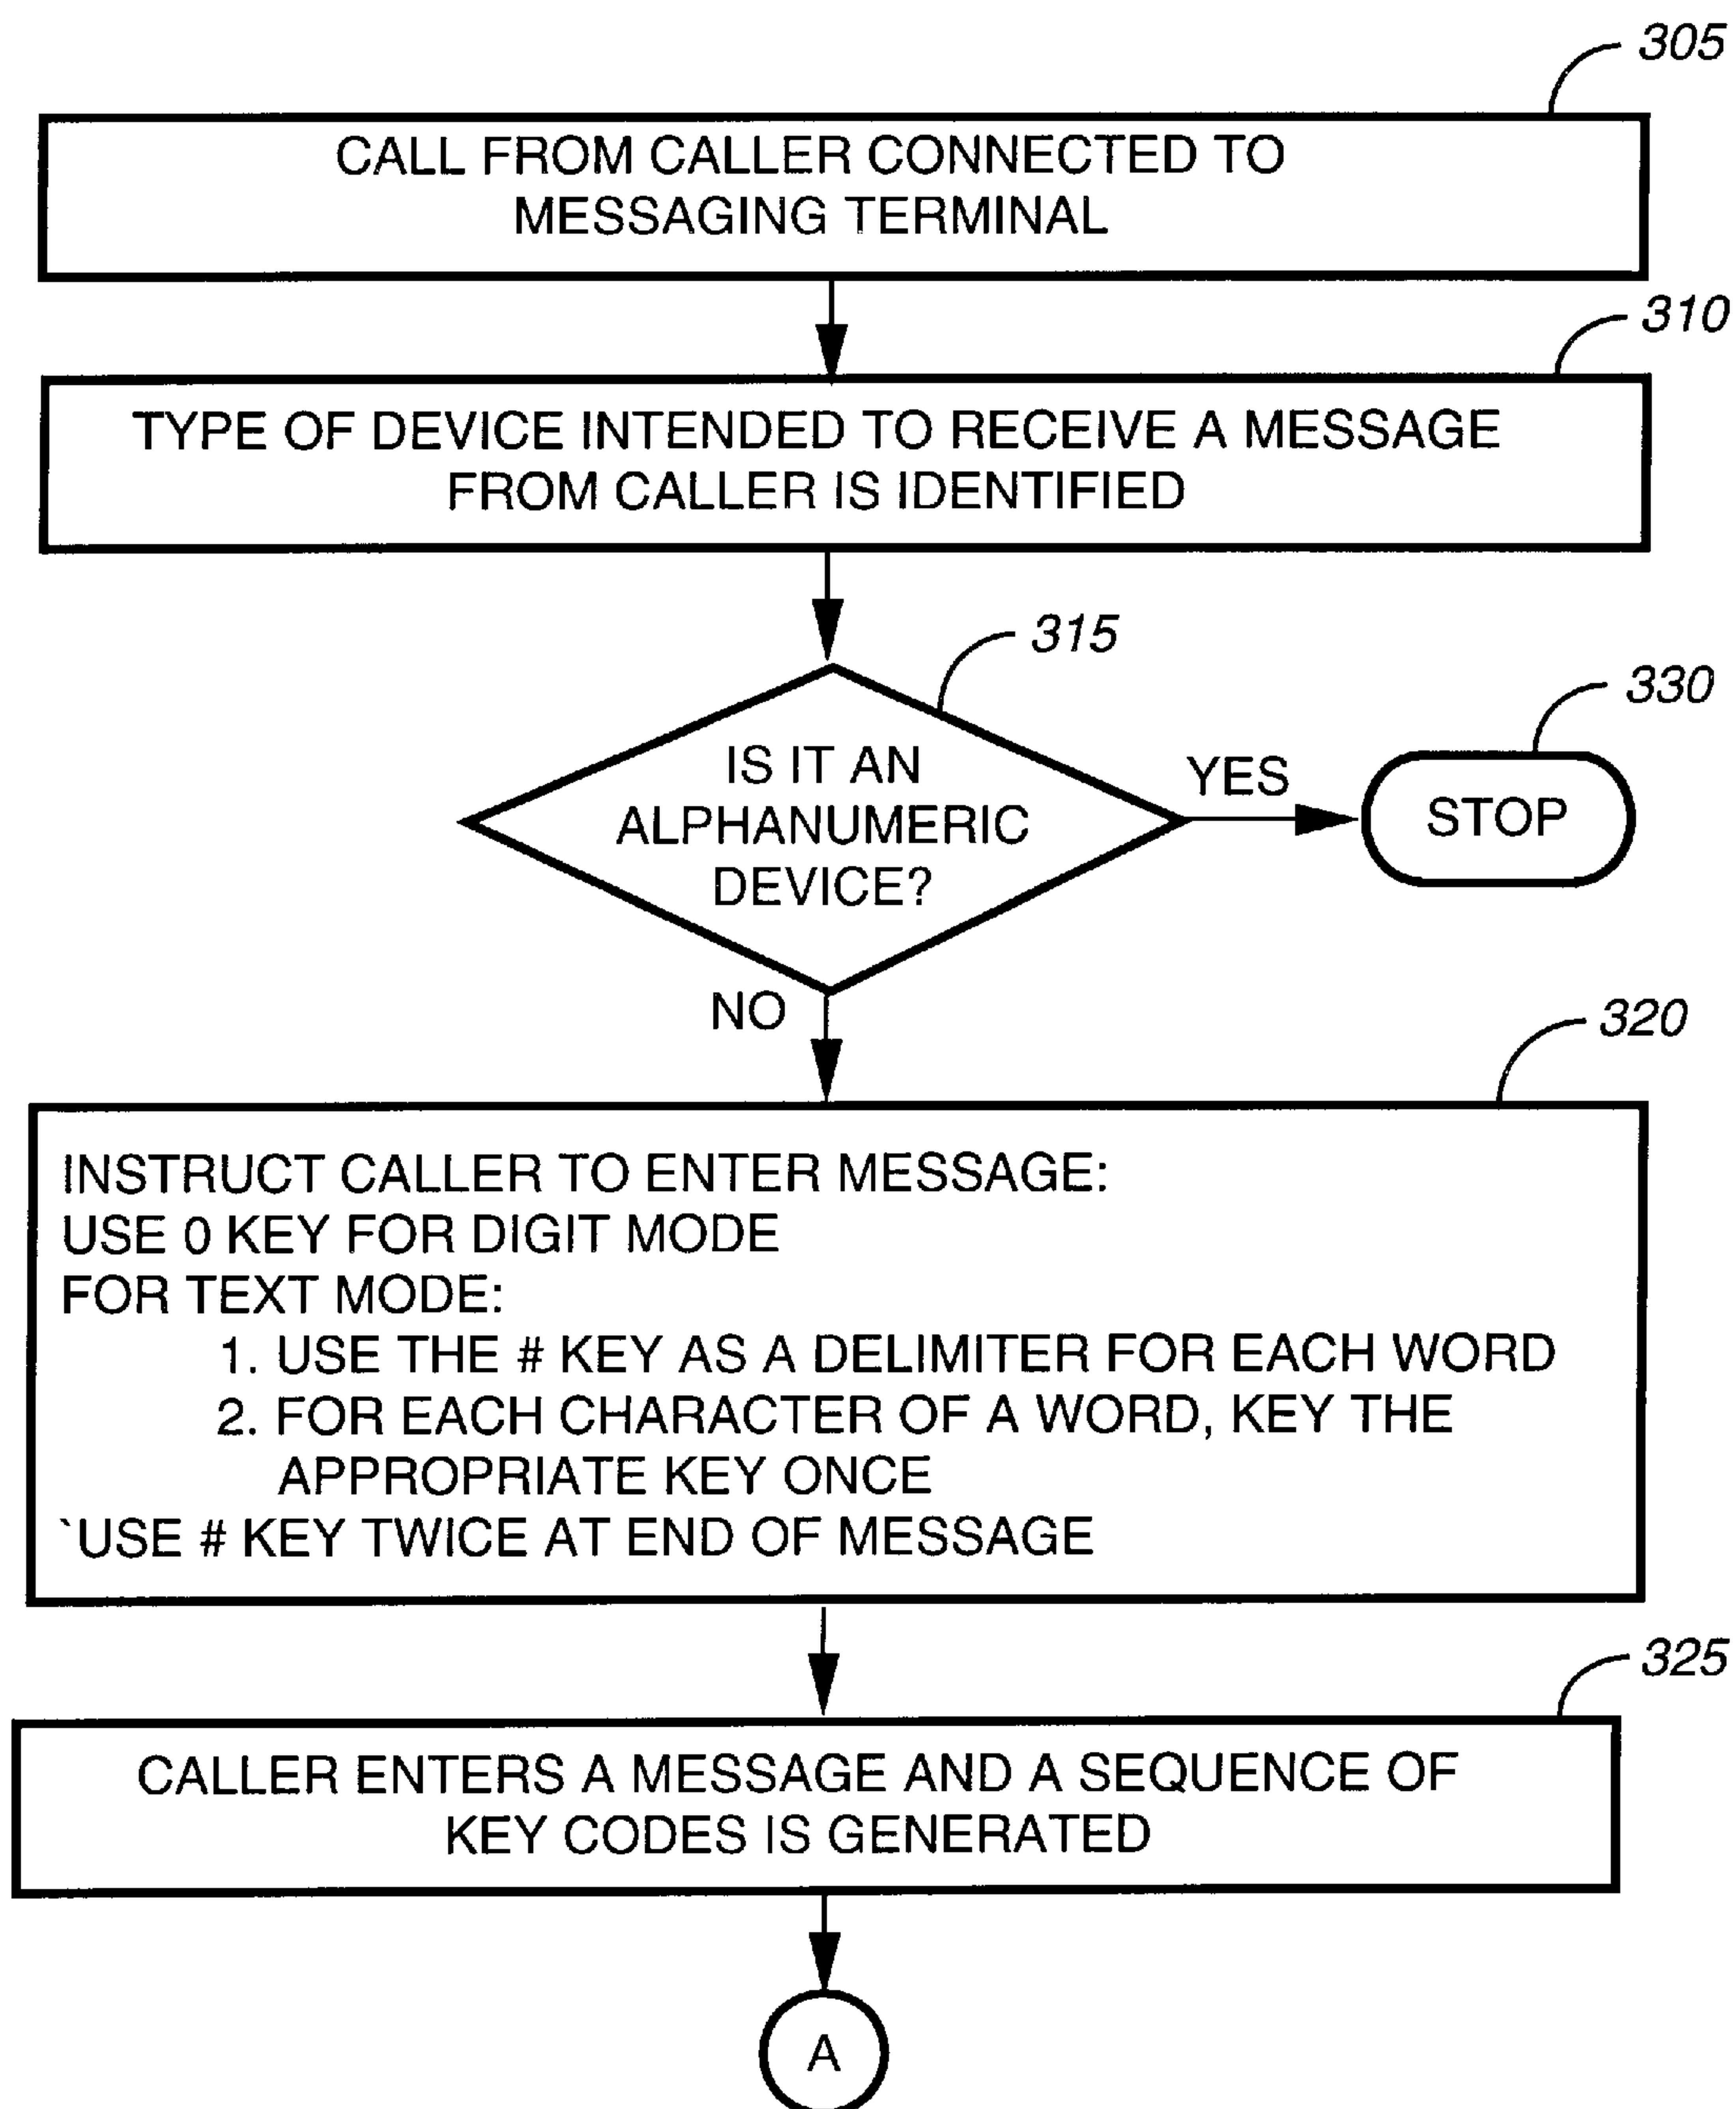 305
CALL FROM CALLER CONNECTED TO
MESSAGING TERMINAL
310
TYPE OF DEVICE INTENDED TO RECEIVE A MESSAGE
FROM CALLER IS IDENTIFIED
315
IS IT AN
ALPHANUMERIC
DEVICE?
YES
330
STOP
NO
320
INSTRUCT CALLER TO ENTER MESSAGE:
USE 0 KEY FOR DIGIT MODE
FOR TEXT MODE:
1. USE THE # KEY AS A DELIMITER FOR EACH WORD
2. FOR EACH CHARACTER OF A WORD, KEY THE
APPROPRIATE KEY ONCE
`USE # KEY TWICE AT END OF MESSAGE
325
CALLER ENTERS A MESSAGE AND A SEQUENCE OF
KEY CODES IS GENERATED
A